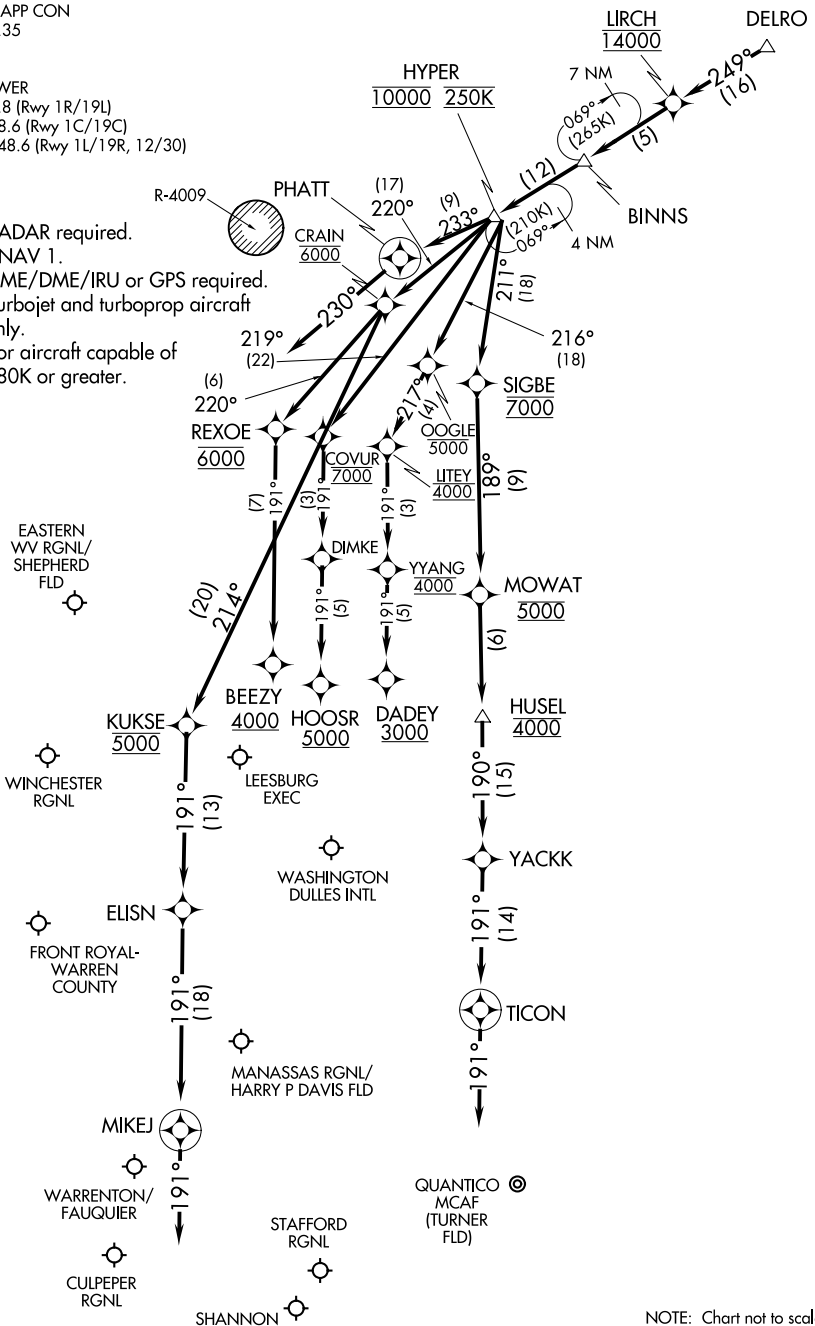 APP CON
35
WER
8 (Rwy 1R/19L)
8.6 (Rwy 1C/19C)
48.6 (Rwy 1L/19R, 12/30)
ADAR required.
NAV 1.
ME/DME/IRU or GPS required.
urbojet and turboprop aircraft
nly.
or aircraft capable of
80K or greater.
LIRCH
14000
DELRO
249°
(16)
7 NM
069°
(265K)
(5)
HYPER
10000 250K
(12)
BINNS
R-4009
PHATT
(17)
220°
(9)
233°
(210K)
069°
4 NM
CRAIN
6000
230°
211°
(18)
219°
(22)
216°
(18)
(6)
220°
REXOE
6000
COVUR
7000
217°
(4)
OOGLE
5000
SIGBE
7000
LITEY
4000
(7)
191°
(3)
191°
191°
(3)
189°
(9)
EASTERN
WV RGNL/
SHEPHERD
FLD
DIMKE
YYANG
4000
MOWAT
5000
(20)
214°
191°
(5)
191°
(5)
(6)
BEEZY
4000
HOOSR
5000
DADEY
3000
HUSEL
4000
KUKSE
5000
WINCHESTER
RGNL
LEESBURG
EXEC
190°
(15)
191°
(13)
WASHINGTON
DULLES INTL
YACKK
ELISN
FRONT ROYAL-
WARREN
COUNTY
191°
(14)
191°
(18)
TICON
MANASSAS RGNL/
HARRY P DAVIS FLD
191°
MIKEJ
WARRENTON/
FAUQUIER
191°
QUANTICO
MCAF
(TURNER
FLD)
STAFFORD
RGNL
CULPEPER
RGNL
SHANNON
NOTE: Chart not to scal